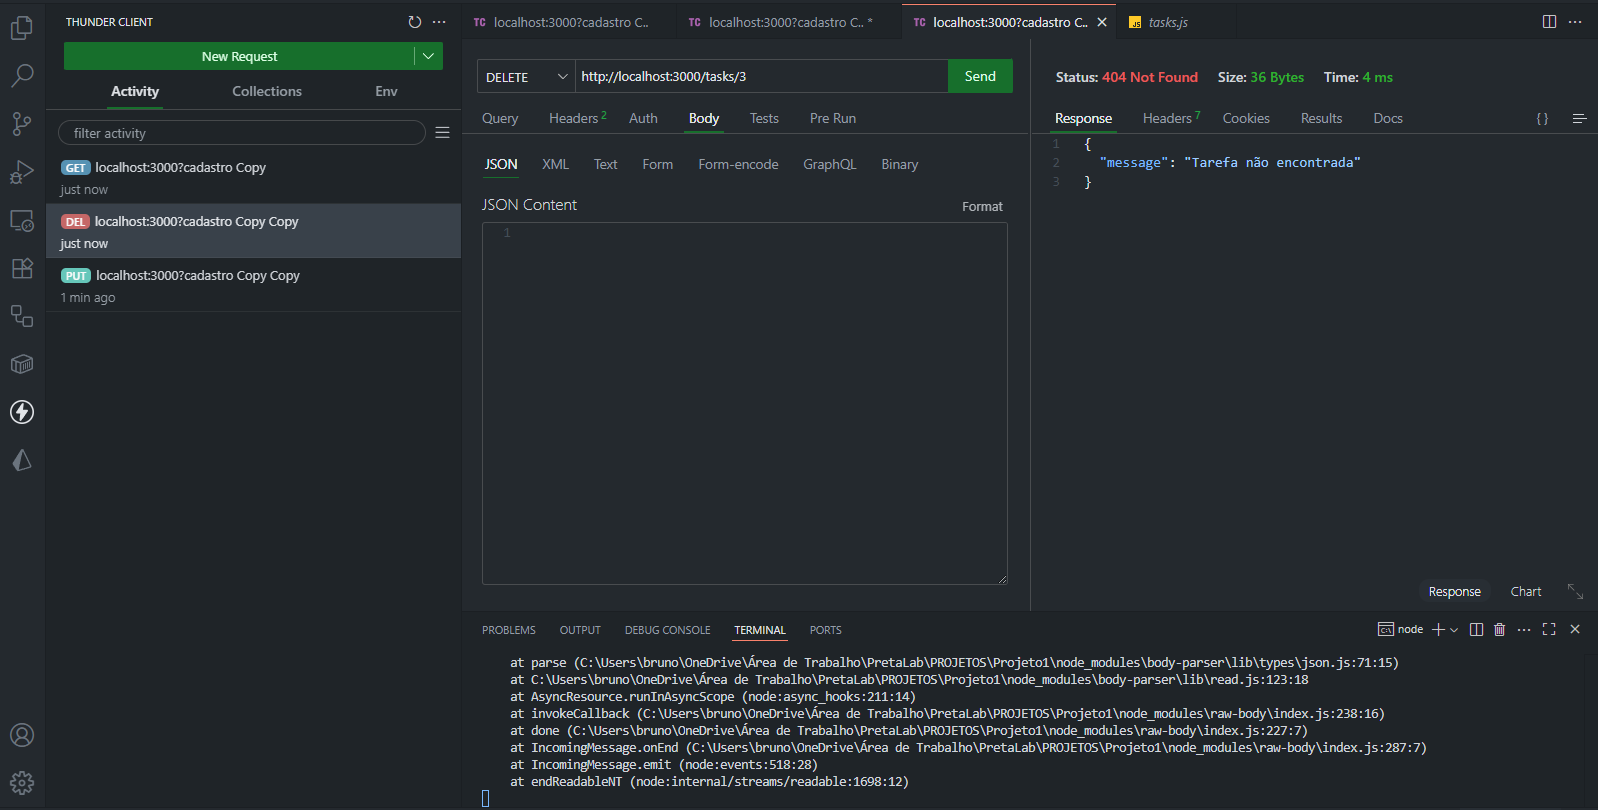 THUNDER CLIENT
New Request
Activity
Collections
Env
filter activity
GET localhost:3000?cadastro Copy
just now
DEL localhost:3000?cadastro Copy Copy
just now
PUT localhost:3000?cadastro Copy Copy
1 min ago
TC localhost:3000?cadastro C..
TC localhost:3000?cadastro C.. *
TC localhost:3000?cadastro C..
JS tasks.js
DELETE
http://localhost:3000/tasks/3
Send
Query
Headers 2
Auth
Body
Tests
Pre Run
JSON
XML
Text
Form
Form-encode
GraphQL
Binary
JSON Content
Format
1
Status: 404 Not Found
Size: 36 Bytes
Time: 4 ms
Response
Headers 7
Cookies
Results
Docs
{ }
1 {
2 "message": "Tarefa não encontrada"
3 }
Response
Chart
PROBLEMS
OUTPUT
DEBUG CONSOLE
TERMINAL
PORTS
node
at parse (C:\Users\bruno\OneDrive\Área de Trabalho\PretaLab\PROJETOS\Projeto1\node_modules\body-parser\lib\types\json.js:71:15)
at C:\Users\bruno\OneDrive\Área de Trabalho\PretaLab\PROJETOS\Projeto1\node_modules\body-parser\lib\read.js:123:18
at AsyncResource.runInAsyncScope (node:async_hooks:211:14)
at invokeCallback (C:\Users\bruno\OneDrive\Área de Trabalho\PretaLab\PROJETOS\Projeto1\node_modules\raw-body\index.js:238:16)
at done (C:\Users\bruno\OneDrive\Área de Trabalho\PretaLab\PROJETOS\Projeto1\node_modules\raw-body\index.js:227:7)
at IncomingMessage.onEnd (C:\Users\bruno\OneDrive\Área de Trabalho\PretaLab\PROJETOS\Projeto1\node_modules\raw-body\index.js:287:7)
at IncomingMessage.emit (node:events:518:28)
at endReadableNT (node:internal/streams/readable:1698:12)